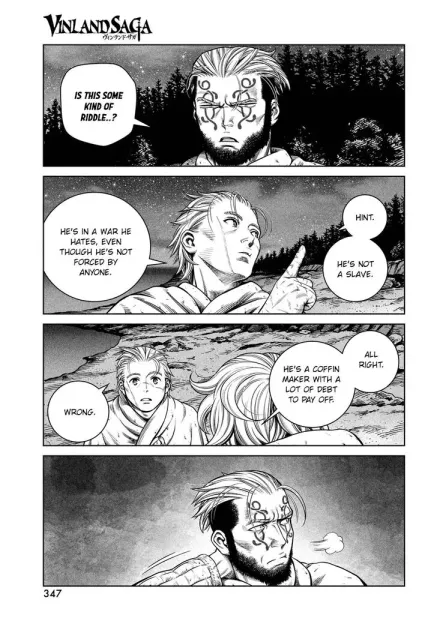 VINLAND SAGA
ヴィンランド・サガ
IS THIS SOME
KIND OF
RIDDLE..?
HINT.
HE'S NOT
A SLAVE.
HE'S IN A WAR HE
HATES, EVEN
THOUGH HE'S NOT
FORCED BY
ANYONE.
ALL
RIGHT.
HE'S A COFFIN
MAKER WITH A
LOT OF DEBT
TO PAY OFF.
WRONG.
347